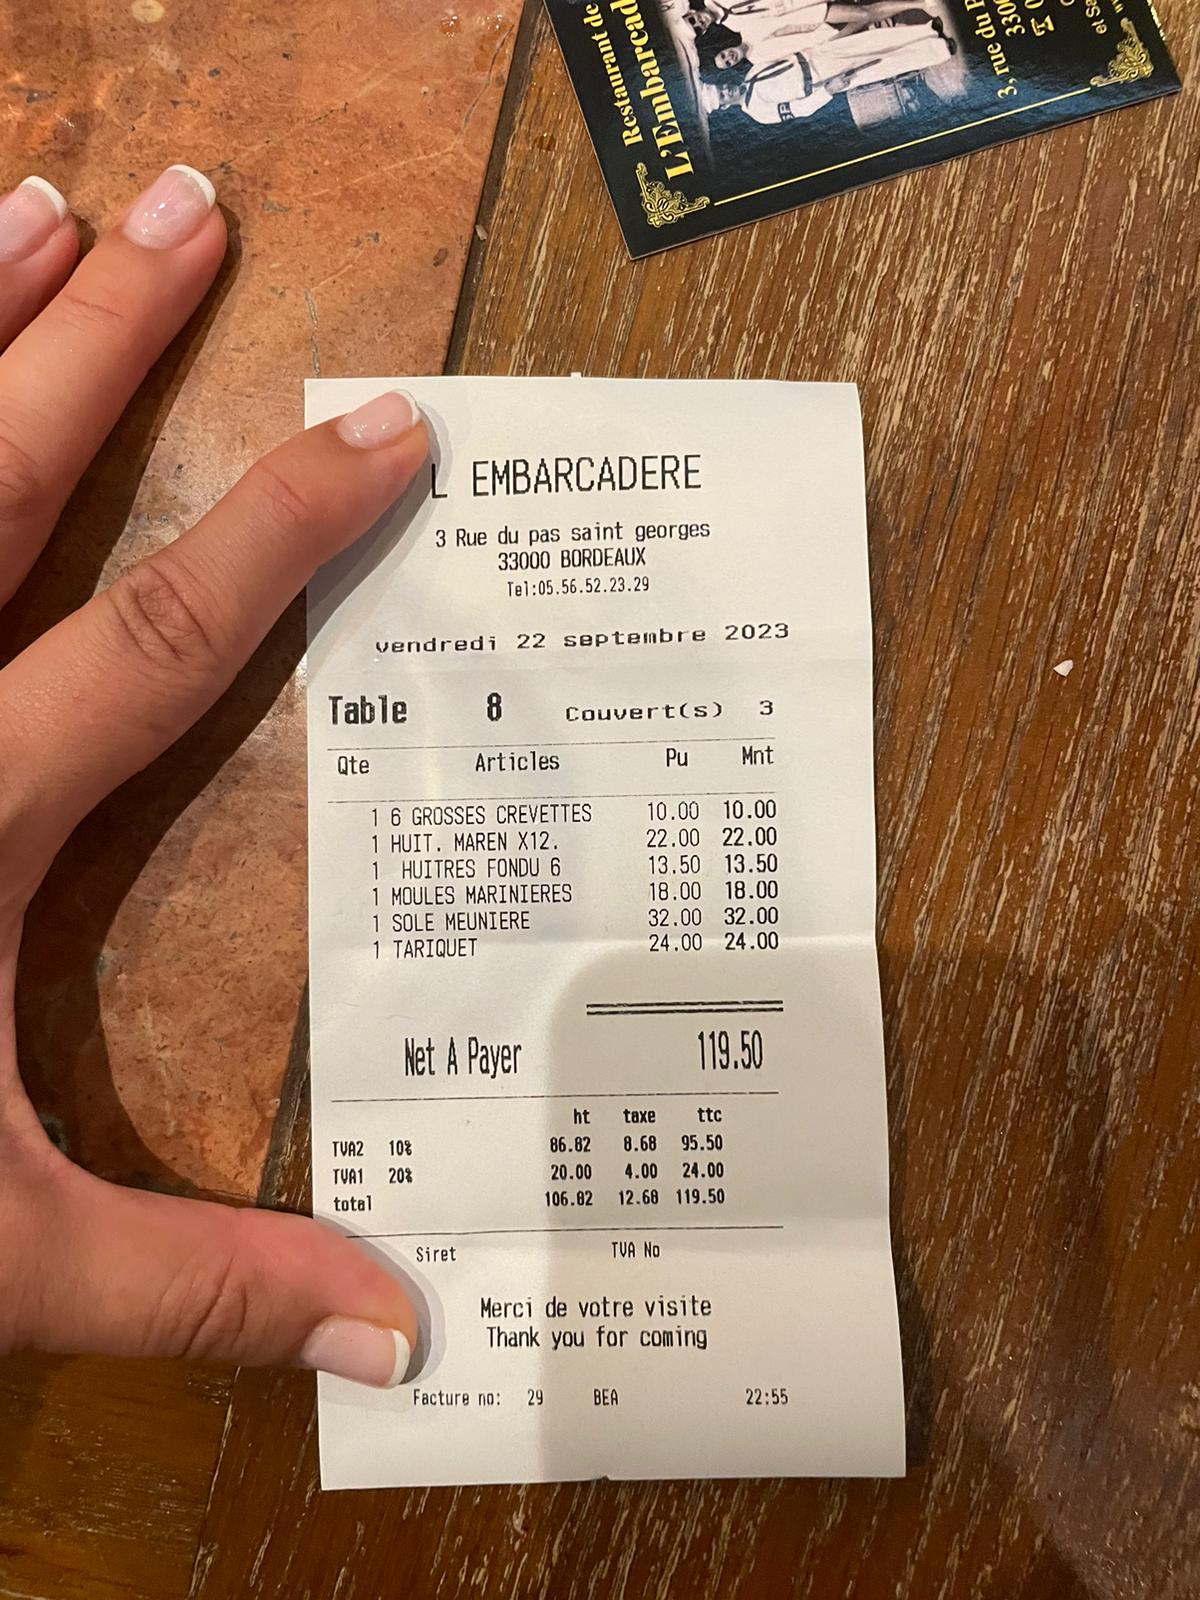 Restaurant de
L'Embarcad
3, rue du P
3300
et Se
L EMBARCADERE
3 Rue du pas saint georges
33000 BORDEAUX
Tel:05.56.52.23.29
vendredi 22 septembre 2023
Table 8 Couvert(s) 3
Qte Articles Pu Mnt
1 6 GROSSES CREVETTES 10.00 10.00
1 HUIT. MAREN X12. 22.00 22.00
1 HUITRES FONDU 6 13.50 13.50
1 MOULES MARINIERES 18.00 18.00
1 SOLE MEUNIERE 32.00 32.00
1 TARIQUET 24.00 24.00
Net A Payer 119.50
ht taxe ttc
TVA2 10% 86.82 8.68 95.50
TVA1 20% 20.00 4.00 24.00
total 106.82 12.68 119.50
Siret TVA No
Merci de votre visite
Thank you for coming
Facture no: 29 BEA 22:55